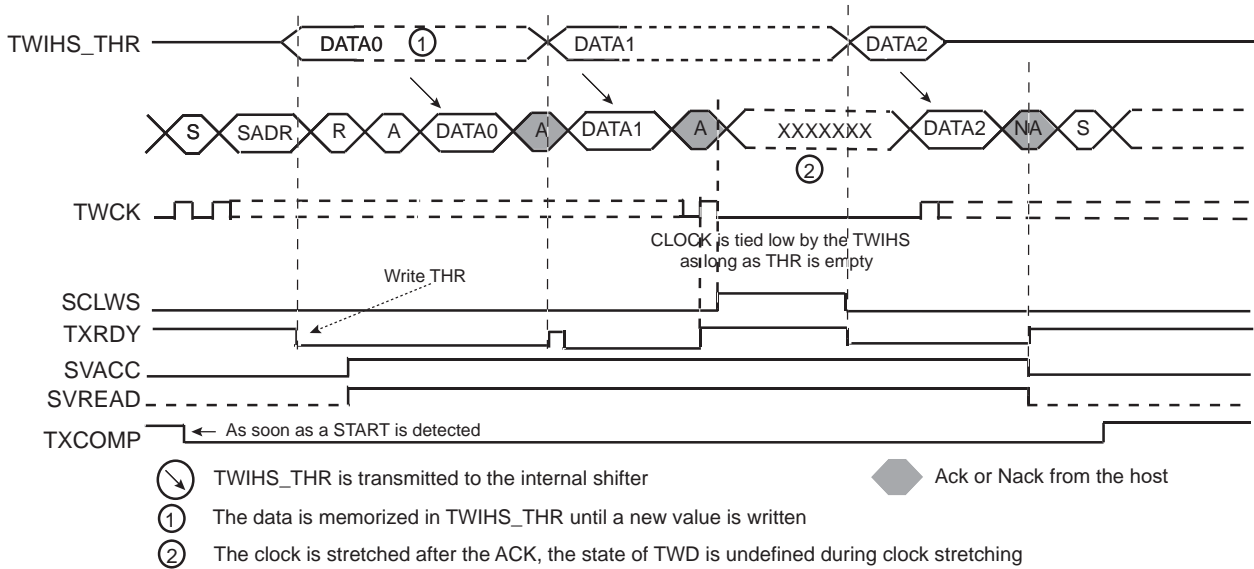 TWIHS_THR DATA0 1 DATA1 DATA2
S SADR R A DATA0 A DATA1 A XXXXXXX DATA2 NA S
2
TWCK
CLOCK is tied low by the TWIHS
as long as THR is empty
Write THR
SCLWS
TXRDY
SVACC
SVREAD
TXCOMP As soon as a START is detected
TWIHS_THR is transmitted to the internal shifter Ack or Nack from the host
1 The data is memorized in TWIHS_THR until a new value is written
2 The clock is stretched after the ACK, the state of TWD is undefined during clock stretching